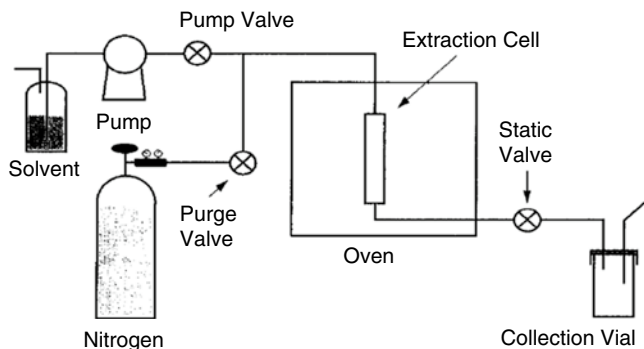 Pump Valve
Extraction Cell
Pump
Static
Valve
Solvent
Purge
Valve
Oven
Nitrogen
Collection Vial